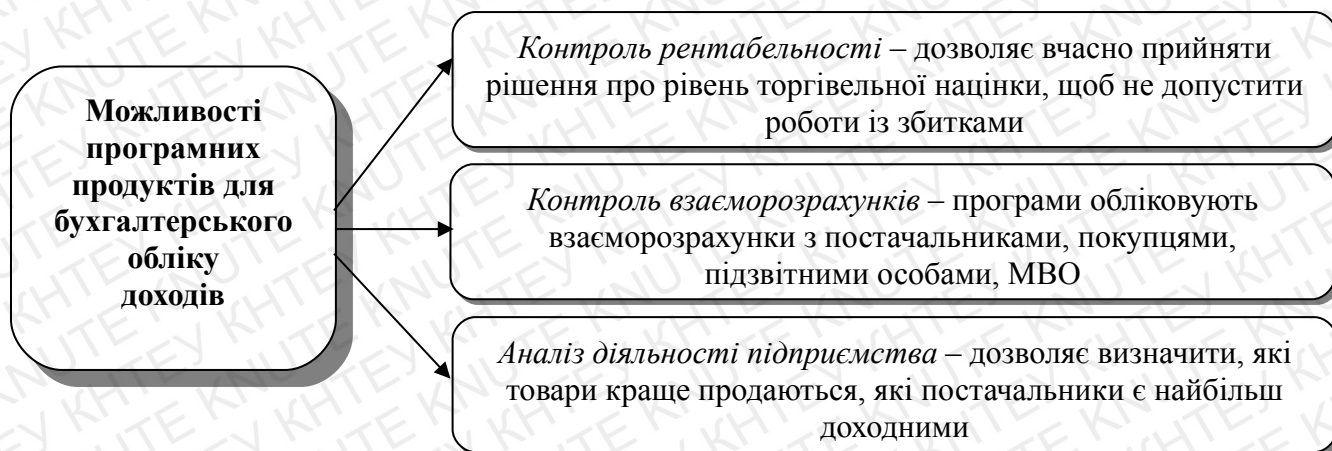 Можливості
програмних
продуктів для
бухгалтерського
обліку
доходів
Контроль рентабельності – дозволяє вчасно прийняти
рішення про рівень торгівельної націнки, щоб не допустити
роботи із збитками
Контроль взаєморозрахунків – програми обліковують
взаєморозрахунки з постачальниками, покупцями,
підзвітними особами, МВО
Аналіз діяльності підприємства – дозволяє визначити, які
товари краще продаються, які постачальники є найбільш
доходними